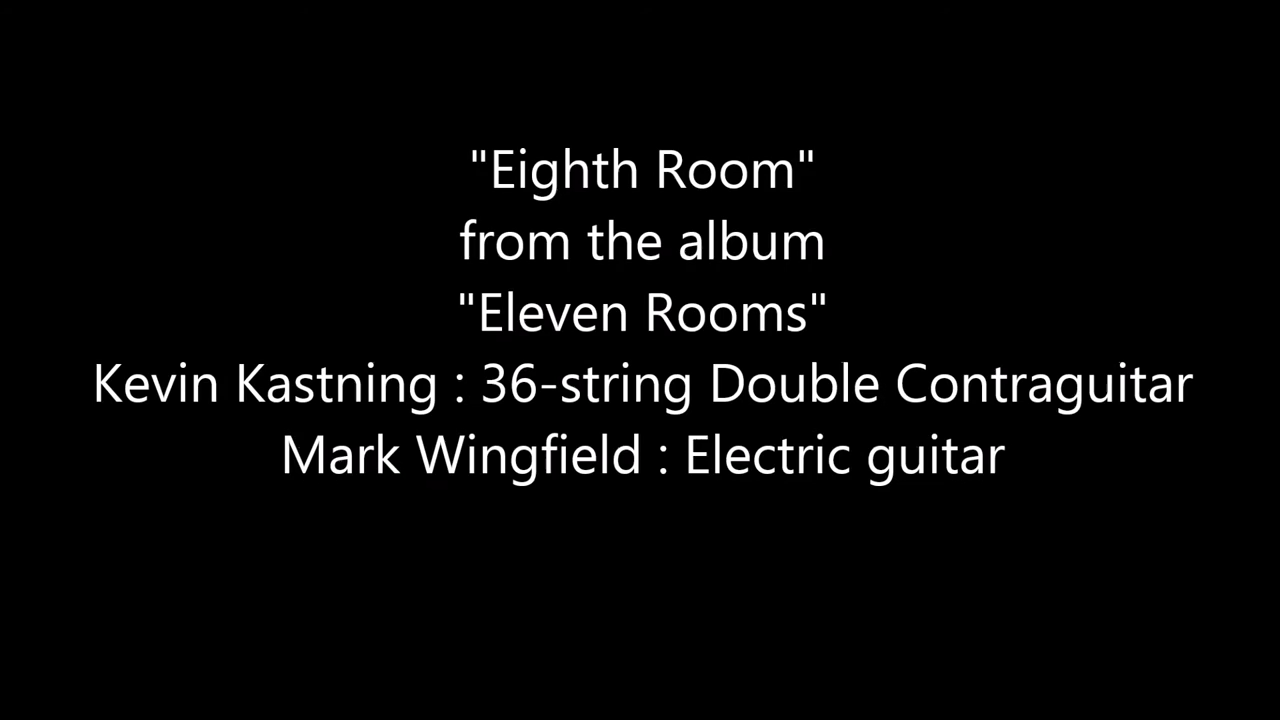 "Eighth Room"
from the album
"Eleven Rooms"
Kevin Kastning : 36-string Double Contraguitar
Mark Wingfield : Electric guitar